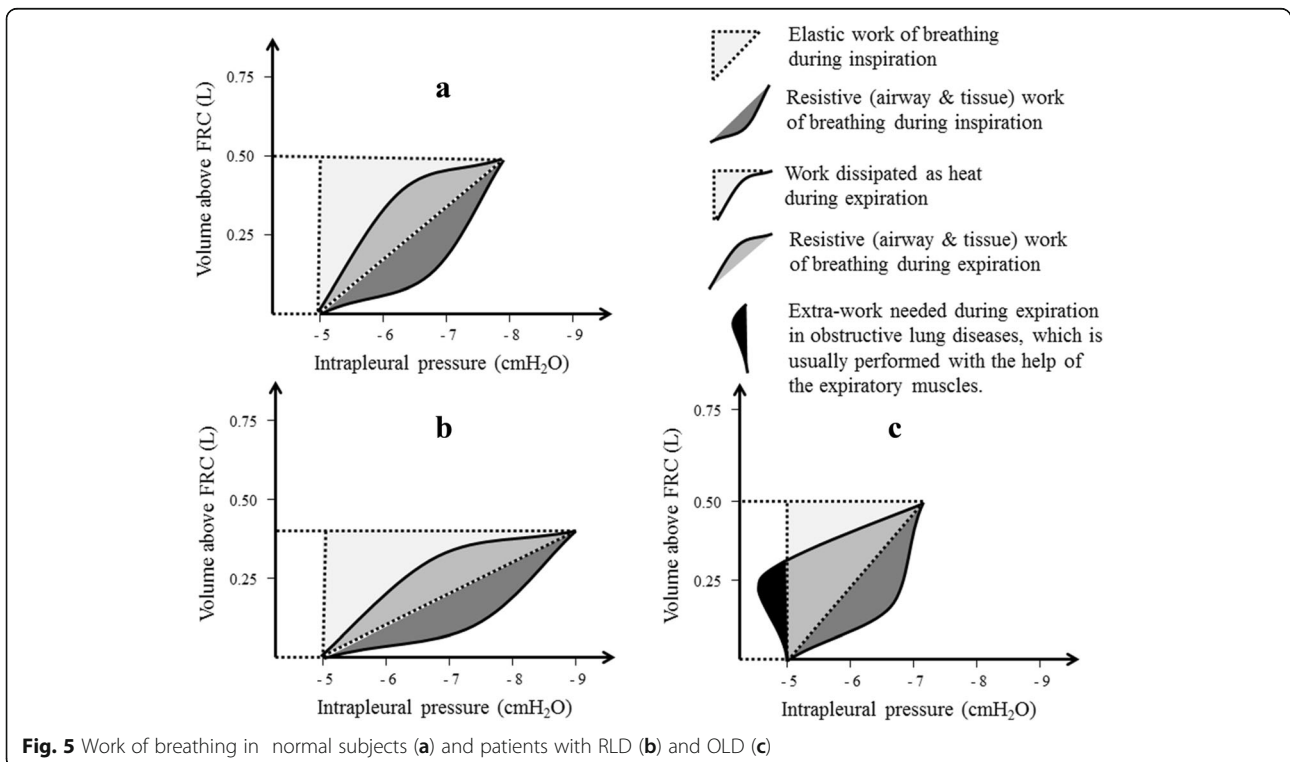 a
Volume above FRC (L)
0.75
0.50
0.25
- 5
- 6
- 7
- 8
- 9
Intrapleural pressure (cmH₂O)
Elastic work of breathing
during inspiration
Resistive (airway & tissue) work
of breathing during inspiration
Work dissipated as heat
during expiration
Resistive (airway & tissue) work
of breathing during expiration
Extra-work needed during expiration
in obstructive lung diseases, which is
usually performed with the help of
the expiratory muscles.
b
Volume above FRC (L)
0.75
0.50
0.25
- 5
- 6
- 7
- 8
- 9
Intrapleural pressure (cmH₂O)
c
Volume above FRC (L)
0.75
0.50
0.25
- 5
- 6
- 7
- 8
- 9
Intrapleural pressure (cmH₂O)
Fig. 5 Work of breathing in normal subjects (a) and patients with RLD (b) and OLD (c)